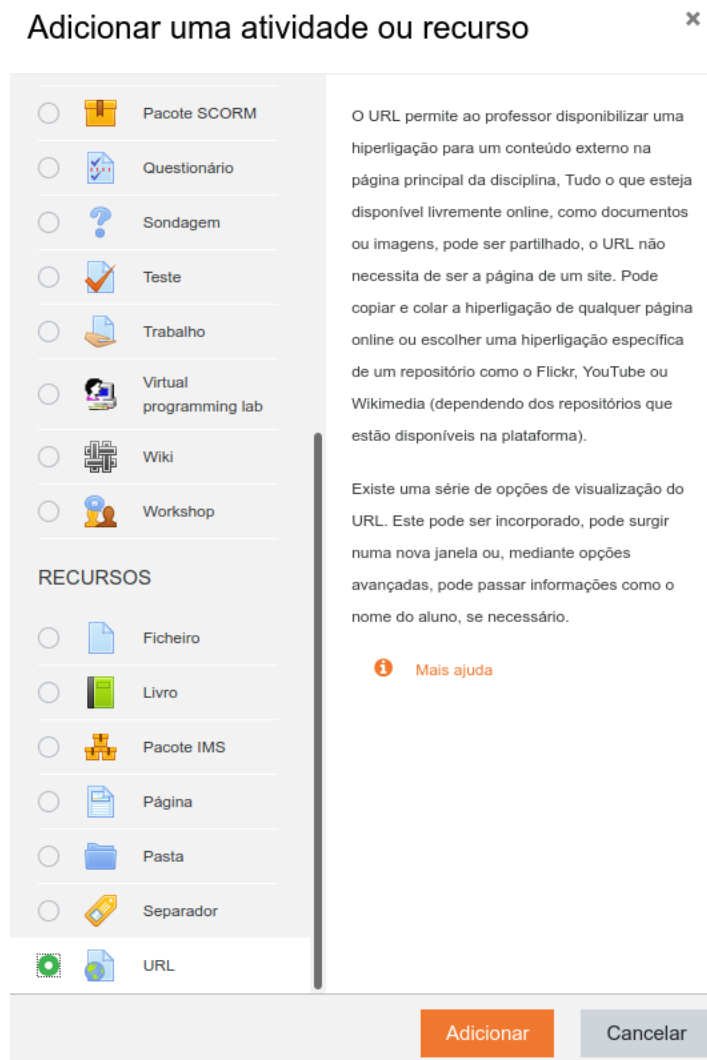 Adicionar uma atividade ou recurso
×
Pacote SCORM
Questionário
Sondagem
Teste
Trabalho
Virtual
programming lab
Wiki
Workshop
RECURSOS
Ficheiro
Livro
Pacote IMS
Página
Pasta
Separador
URL
O URL permite ao professor disponibilizar uma
hiperligação para um conteúdo externo na
página principal da disciplina, Tudo o que esteja
disponível livremente online, como documentos
ou imagens, pode ser partilhado, o URL não
necessita de ser a página de um site. Pode
copiar e colar a hiperligação de qualquer página
online ou escolher uma hiperligação específica
de um repositório como o Flickr, YouTube ou
Wikimedia (dependendo dos repositórios que
estão disponíveis na plataforma).
Existe uma série de opções de visualização do
URL. Este pode ser incorporado, pode surgir
numa nova janela ou, mediante opções
avançadas, pode passar informações como o
nome do aluno, se necessário.
Mais ajuda
Adicionar
Cancelar